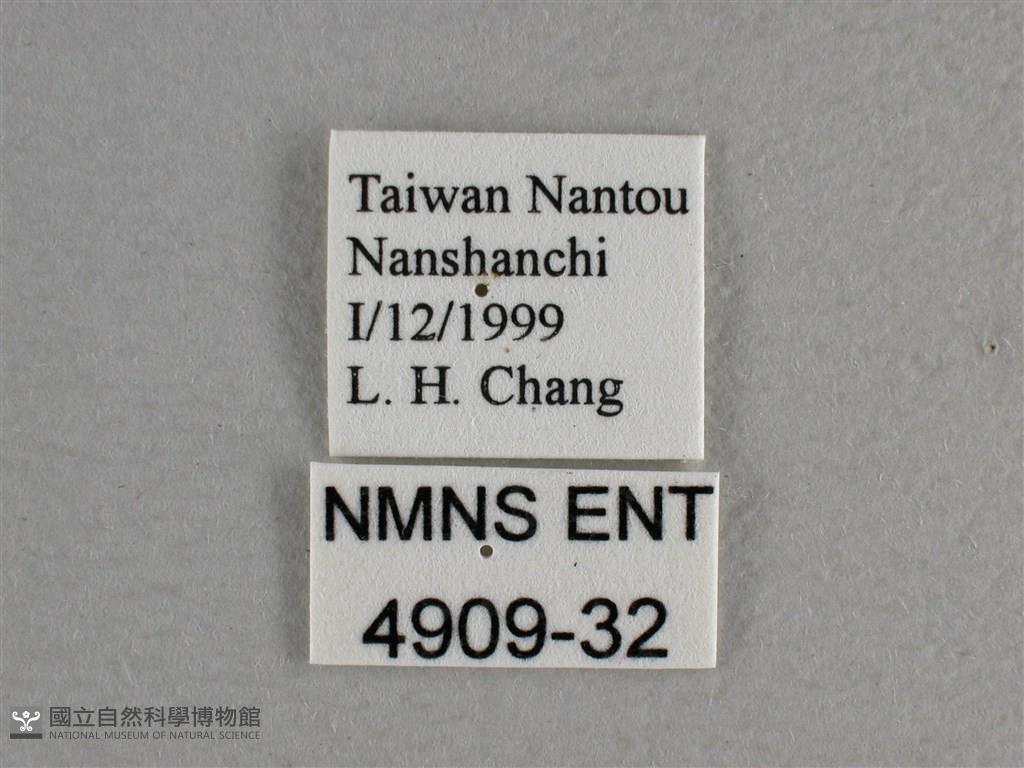 Taiwan Nantou
Nanshanchi
I/12/1999
L. H. Chang
NMNS ENT
4909-32
國立自然科學博物館
NATIONAL MUSEUM OF NATURAL SCIENCE